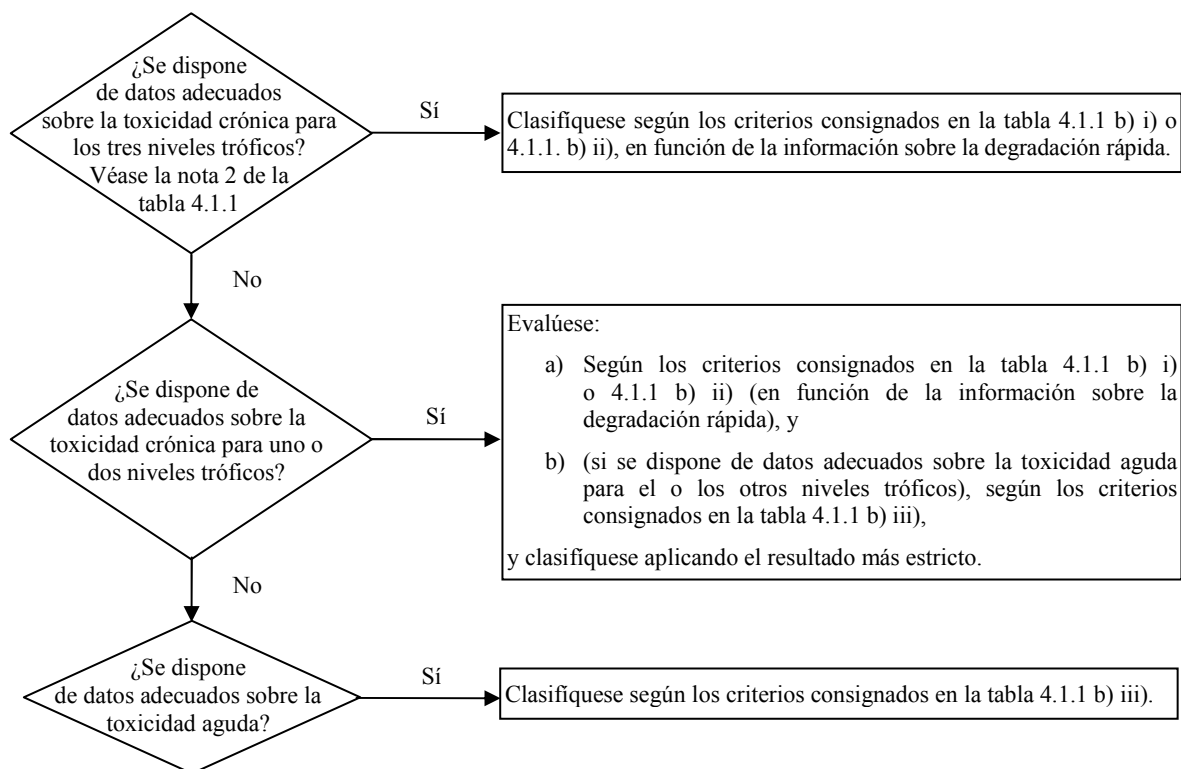 ¿Se dispone
de datos adecuados
sobre la toxicidad crónica para
los tres niveles tróficos?
Véase la nota 2 de la
tabla 4.1.1
Sí
Clasifíquese según los criterios consignados en la tabla 4.1.1 b) i) o
4.1.1. b) ii), en función de la información sobre la degradación rápida.
No
¿Se dispone de
datos adecuados sobre la
toxicidad crónica para uno o
dos niveles tróficos?
Sí
Evalúese:
a) Según los criterios consignados en la tabla 4.1.1 b) i)
o 4.1.1 b) ii) (en función de la información sobre la
degradación rápida), y
b) (si se dispone de datos adecuados sobre la toxicidad aguda
para el o los otros niveles tróficos), según los criterios
consignados en la tabla 4.1.1 b) iii),
y clasifíquese aplicando el resultado más estricto.
No
¿Se dispone
de datos adecuados sobre la
toxicidad aguda?
Sí
Clasifíquese según los criterios consignados en la tabla 4.1.1 b) iii).